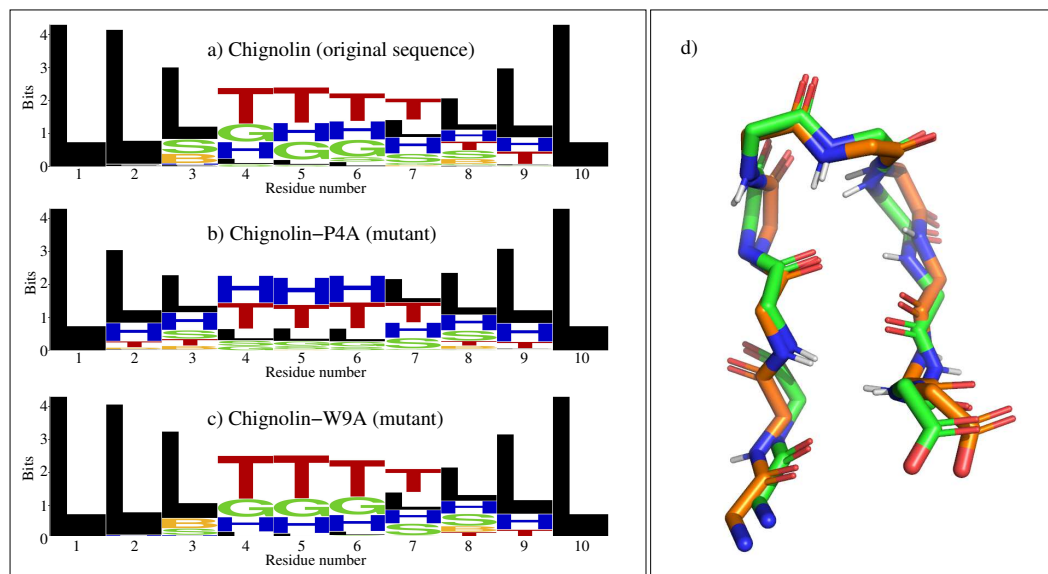 a) Chignolin (original sequence)
Bits
4
3
2
1
0
L L L S B T G H T H G T H G T L H S L H T S L H T L
1 2 3 4 5 6 7 8 9 10
Residue number
b) Chignolin−P4A (mutant)
Bits
4
3
2
1
0
L L H T L H S T H T L S H T L S H T L S L T H S L H S T L H T L
1 2 3 4 5 6 7 8 9 10
Residue number
c) Chignolin−W9A (mutant)
Bits
4
3
2
1
0
L L L B S T G H T G H T G H T L H S L H S T L H T L
1 2 3 4 5 6 7 8 9 10
Residue number
d)